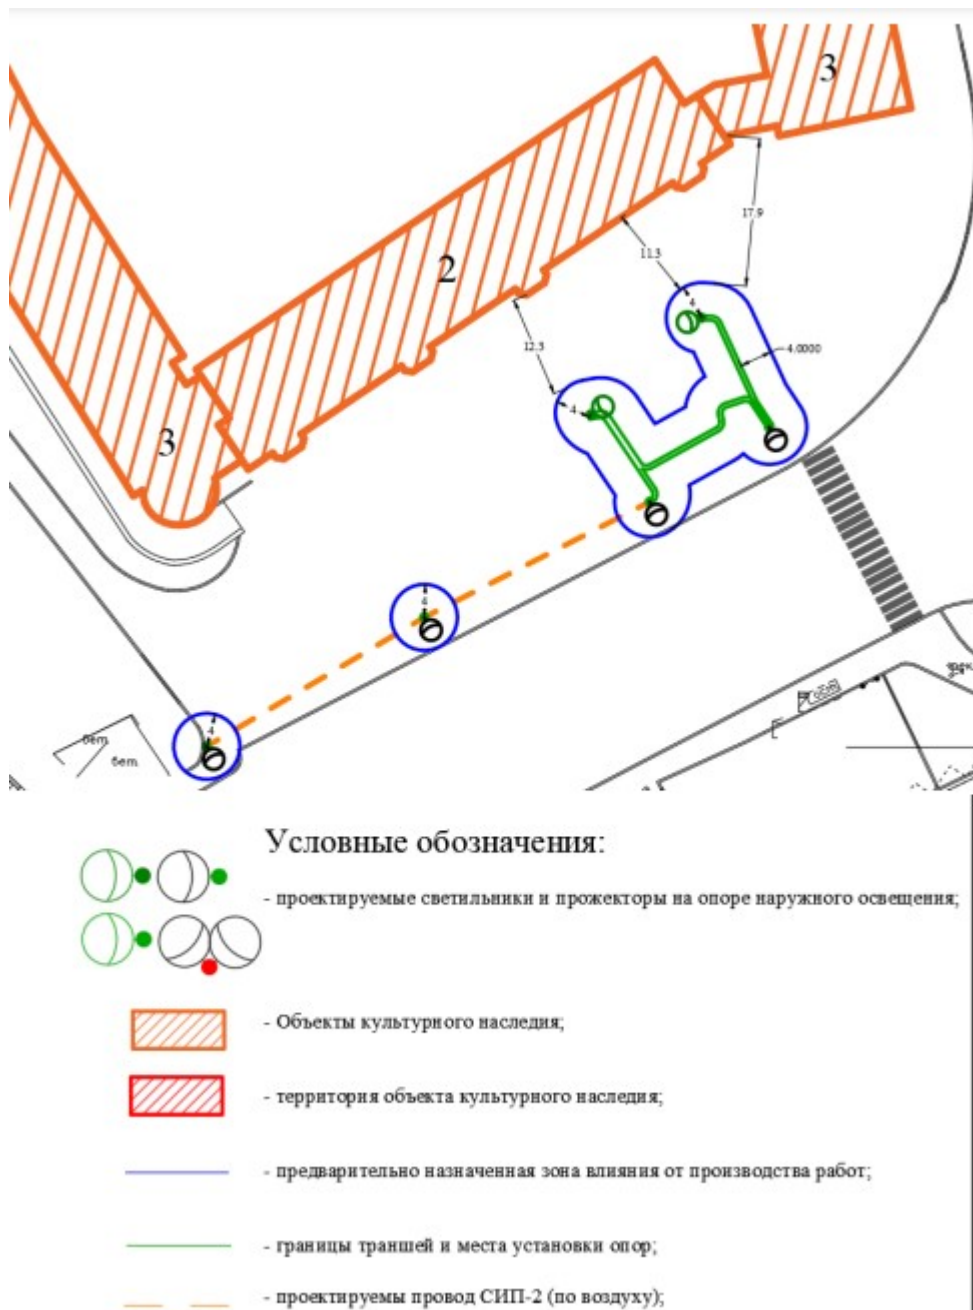 3
17.9
11.3
2
4
12.3
4.0000
4
3
4
4
бет.
бет.
Условные обозначения:
- проектируемые светильники и прожекторы на опоре наружного освещения;
- Объекты культурного наследия;
- территория объекта культурного наследия;
- предварительно назначенная зона влияния от производства работ;
- границы траншей и места установки опор;
- проектируемы провод СИП-2 (по воздуху);